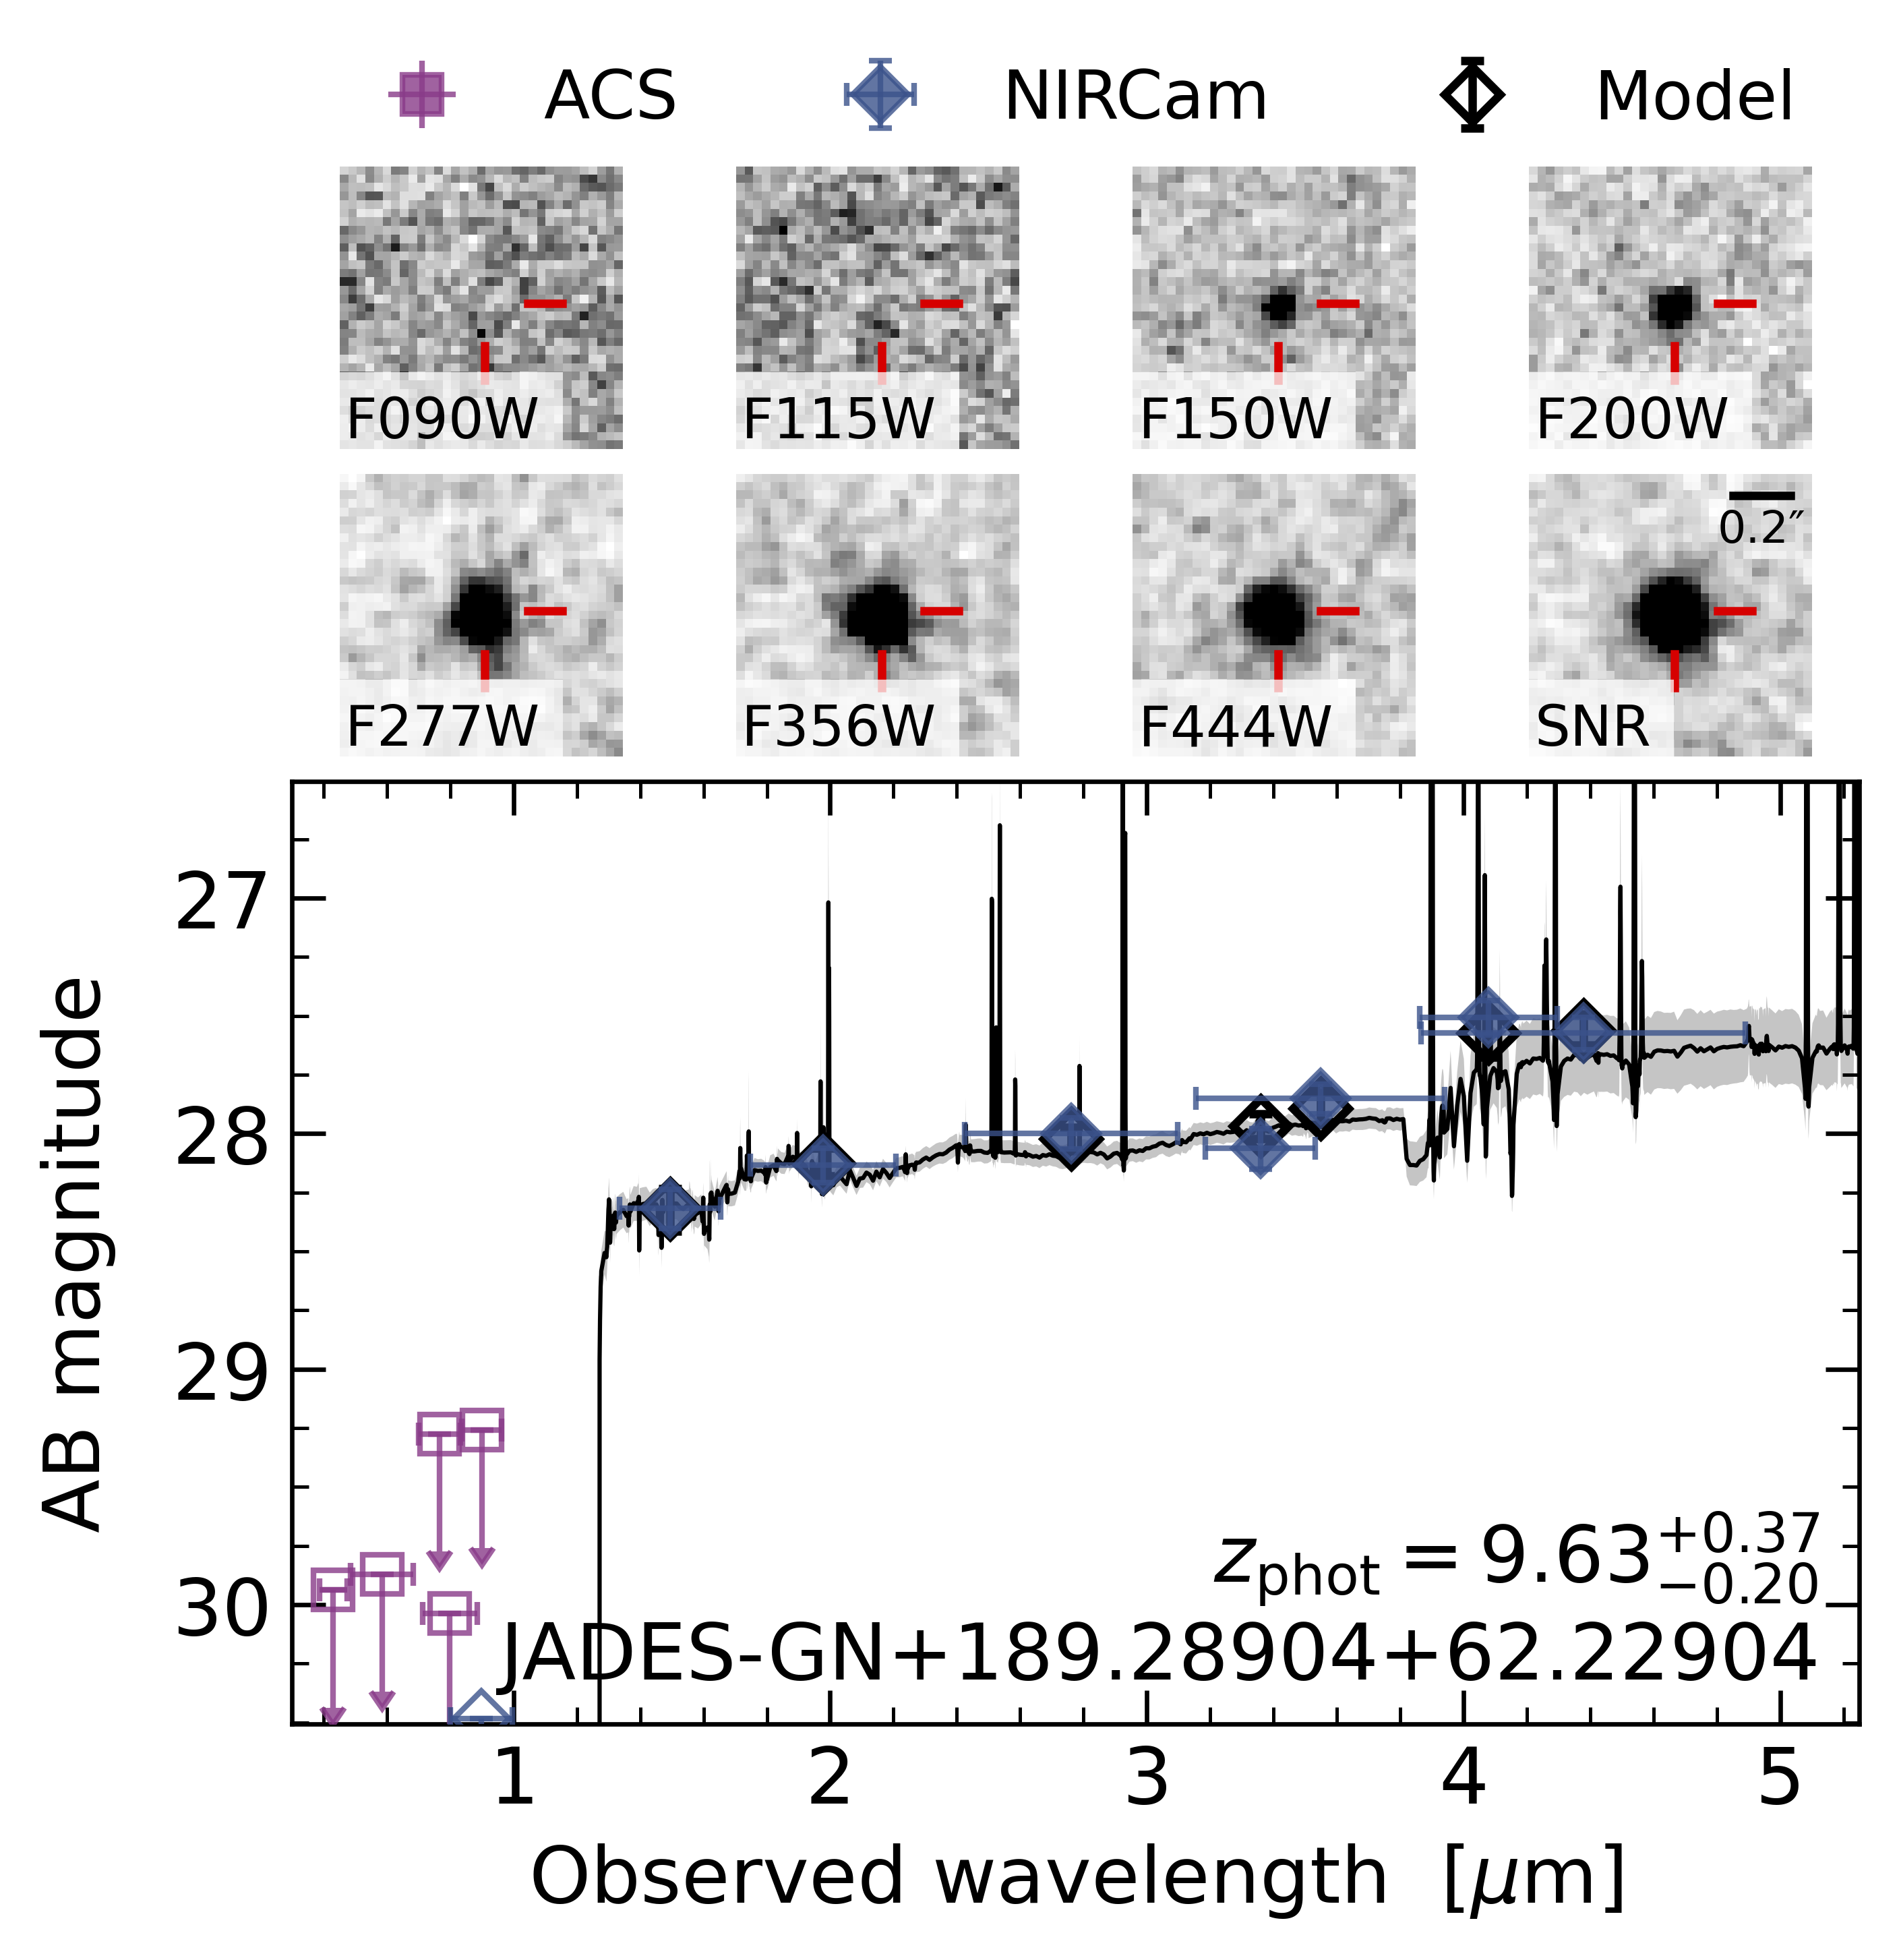 ACS NIRCam Model
F090W F115W F150W F200W
0.2″
F277W F356W F444W SNR
27
28
29
30
AB magnitude
z_phot = 9.63^{+0.37}_{−0.20}
JADES-GN+189.28904+62.22904
1 2 3 4 5
Observed wavelength [μm]